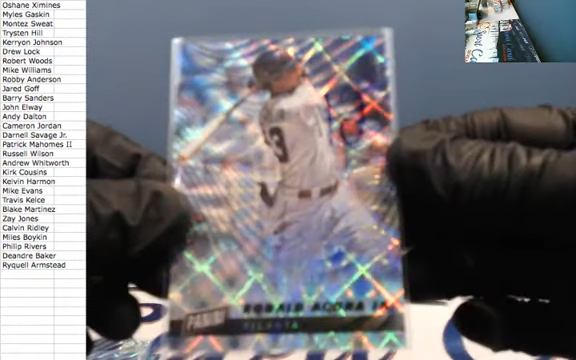 Oshane Ximines
Myles Gaskin
Montez Sweat
Trysten Hill
Kerryon Johnson
Drew Lock
Robert Woods
Mike Williams
Robby Anderson
Jared Goff
Barry Sanders
John Elway
Andy Dalton
Cameron Jordan
Darnell Savage Jr.
Patrick Mahomes II
Russell Wilson
Andrew Whitworth
Kirk Cousins
Kelvin Harmon
Mike Evans
Travis Kelce
Blake Martinez
Zay Jones
Calvin Ridley
Miles Boykin
Philip Rivers
Deandre Baker
Ryquell Armstead
13
RONALD ACUÑA JR.
PANINI
ATLANTA